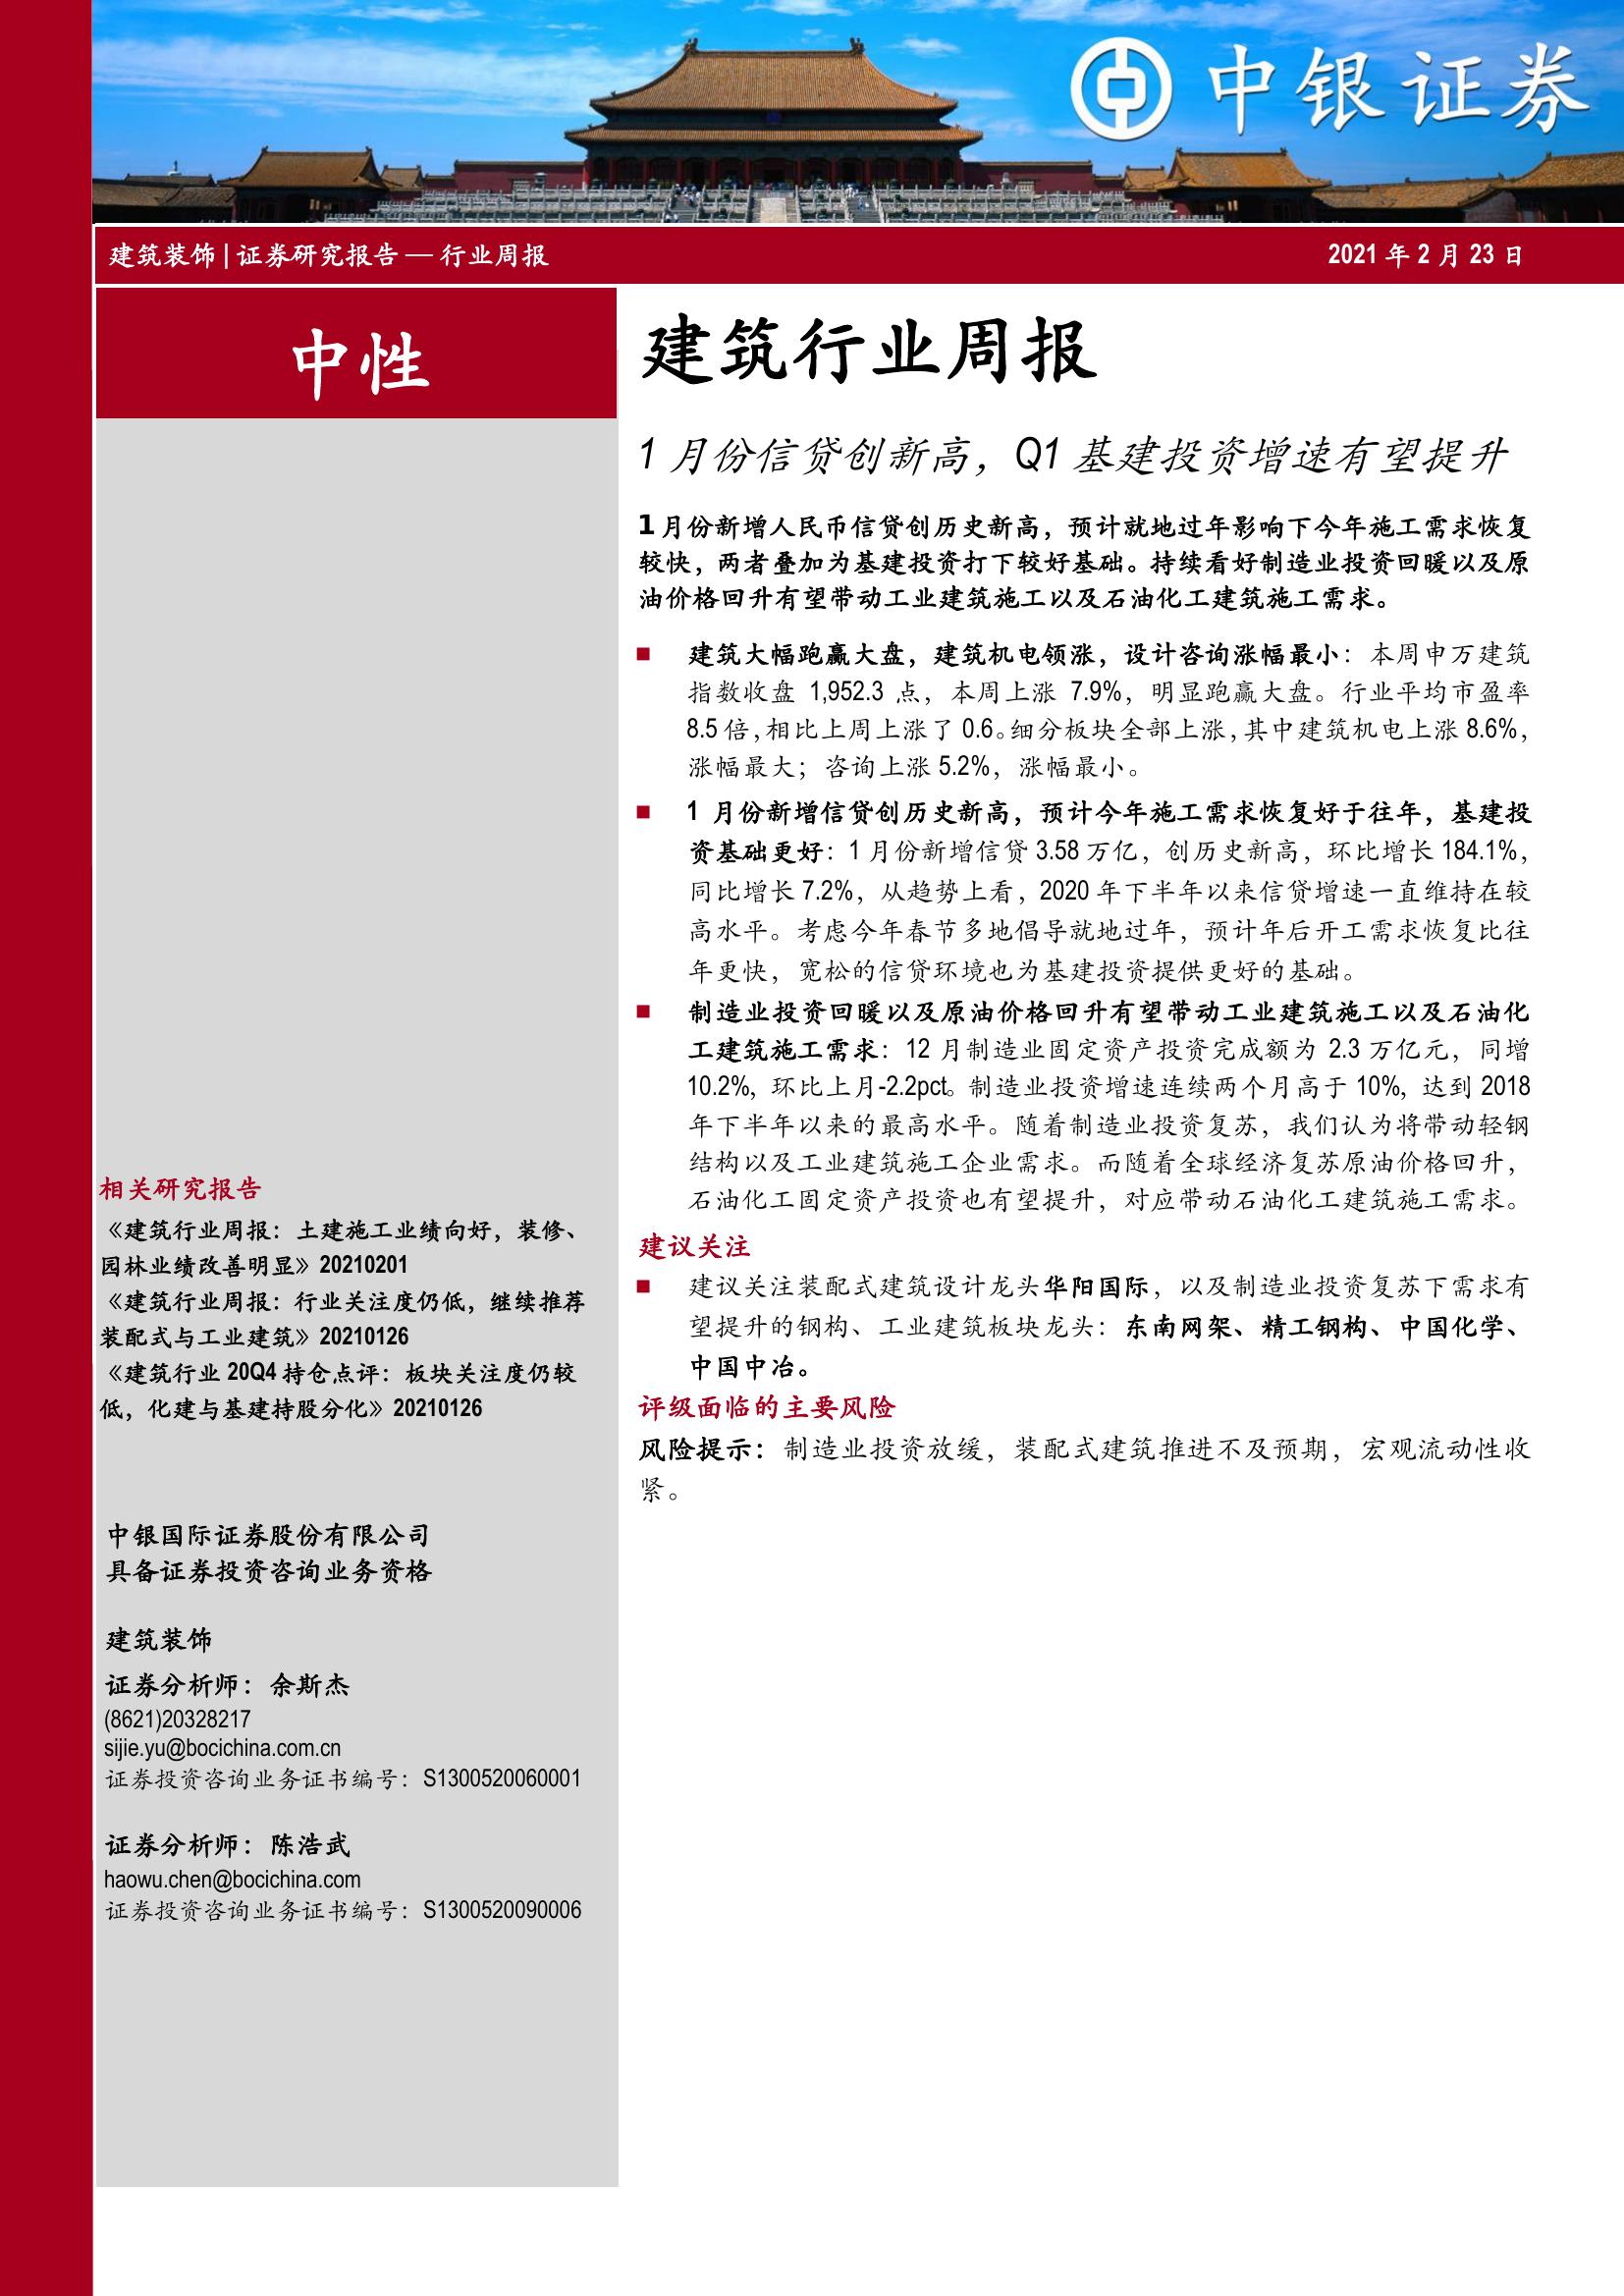 中银证券
建筑装饰 | 证券研究报告 — 行业周报
2021 年 2 月 23 日
中性
建筑行业周报
1 月份信贷创新高，Q1 基建投资增速有望提升
1 月份新增人民币信贷创历史新高，预计就地过年影响下今年施工需求恢复
较快，两者叠加为基建投资打下较好基础。持续看好制造业投资回暖以及原
油价格回升有望带动工业建筑施工以及石油化工建筑施工需求。
■ 建筑大幅跑赢大盘，建筑机电领涨，设计咨询涨幅最小：本周申万建筑
指数收盘 1,952.3 点，本周上涨 7.9%，明显跑赢大盘。行业平均市盈率
8.5 倍，相比上周上涨了 0.6。细分板块全部上涨，其中建筑机电上涨 8.6%，
涨幅最大；咨询上涨 5.2%，涨幅最小。
■ 1 月份新增信贷创历史新高，预计今年施工需求恢复好于往年，基建投
资基础更好：1 月份新增信贷 3.58 万亿，创历史新高，环比增长 184.1%，
同比增长 7.2%，从趋势上看，2020 年下半年以来信贷增速一直维持在较
高水平。考虑今年春节多地倡导就地过年，预计年后开工需求恢复比往
年更快，宽松的信贷环境也为基建投资提供更好的基础。
■ 制造业投资回暖以及原油价格回升有望带动工业建筑施工以及石油化
工建筑施工需求：12 月制造业固定资产投资完成额为 2.3 万亿元，同增
10.2%，环比上月-2.2pct。制造业投资增速连续两个月高于 10%，达到 2018
年下半年以来的最高水平。随着制造业投资复苏，我们认为将带动轻钢
结构以及工业建筑施工企业需求。而随着全球经济复苏原油价格回升，
石油化工固定资产投资也有望提升，对应带动石油化工建筑施工需求。
建议关注
■ 建议关注装配式建筑设计龙头华阳国际，以及制造业投资复苏下需求有
望提升的钢构、工业建筑板块龙头：东南网架、精工钢构、中国化学、
中国中冶。
评级面临的主要风险
风险提示：制造业投资放缓，装配式建筑推进不及预期，宏观流动性收
紧。
相关研究报告
《建筑行业周报：土建施工业绩向好，装修、
园林业绩改善明显》20210201
《建筑行业周报：行业关注度仍低，继续推荐
装配式与工业建筑》20210126
《建筑行业 20Q4 持仓点评：板块关注度仍较
低，化建与基建持股分化》20210126
中银国际证券股份有限公司
具备证券投资咨询业务资格
建筑装饰
证券分析师：余斯杰
(8621)20328217
sijie.yu@bocichina.com.cn
证券投资咨询业务证书编号：S1300520060001
证券分析师：陈浩武
haowu.chen@bocichina.com
证券投资咨询业务证书编号：S1300520090006